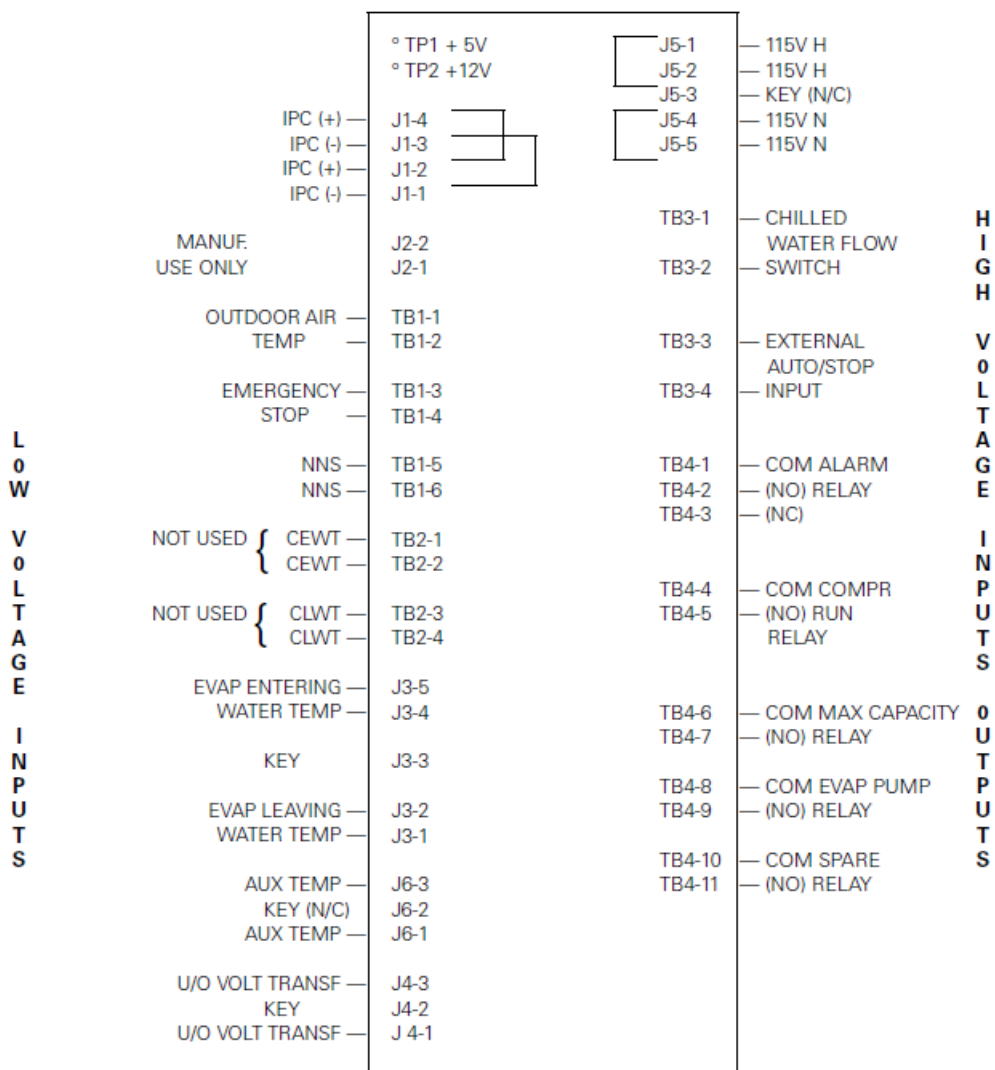 ° TP1 + 5V
° TP2 +12V
IPC (+) — J1-4
IPC (-) — J1-3
IPC (+) — J1-2
IPC (-) — J1-1
MANUF. J2-2
USE ONLY J2-1
OUTDOOR AIR — TB1-1
TEMP — TB1-2
EMERGENCY — TB1-3
STOP — TB1-4
NNS — TB1-5
NNS — TB1-6
NOT USED { CEWT — TB2-1
CEWT — TB2-2
NOT USED { CLWT — TB2-3
CLWT — TB2-4
EVAP ENTERING — J3-5
WATER TEMP — J3-4
KEY J3-3
EVAP LEAVING — J3-2
WATER TEMP — J3-1
AUX TEMP — J6-3
KEY (N/C) J6-2
AUX TEMP — J6-1
U/O VOLT TRANSF — J4-3
KEY J4-2
U/O VOLT TRANSF — J 4-1
J5-1 — 115V H
J5-2 — 115V H
J5-3 — KEY (N/C)
J5-4 — 115V N
J5-5 — 115V N
TB3-1 — CHILLED
WATER FLOW
TB3-2 — SWITCH
TB3-3 — EXTERNAL
AUTO/STOP
TB3-4 — INPUT
TB4-1 — COM ALARM
TB4-2 — (NO) RELAY
TB4-3 — (NC)
TB4-4 — COM COMPR
TB4-5 — (NO) RUN
RELAY
TB4-6 — COM MAX CAPACITY
TB4-7 — (NO) RELAY
TB4-8 — COM EVAP PUMP
TB4-9 — (NO) RELAY
TB4-10 — COM SPARE
TB4-11 — (NO) RELAY
L0W V0LTAGE INPUTS
HIGH V0LTAGE INPUTS 0UTPUTS